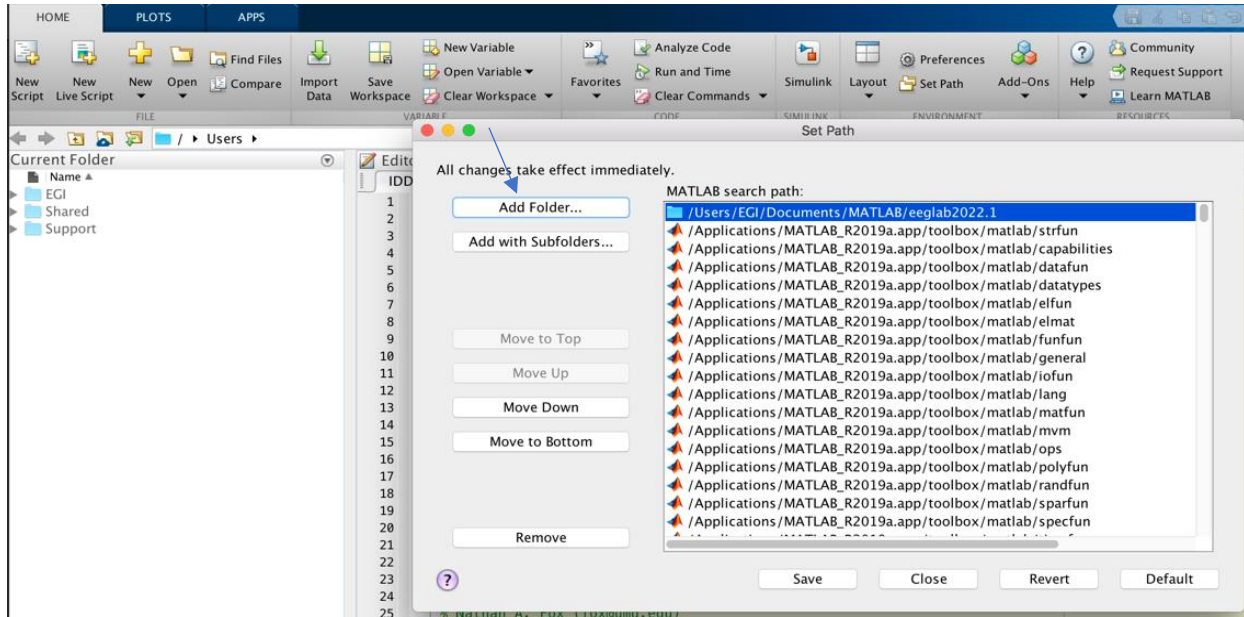 HOME PLOTS APPS
New Script
New Live Script
New
Open
Find Files
Compare
Import Data
Save Workspace
New Variable
Open Variable
Clear Workspace
Favorites
Analyze Code
Run and Time
Clear Commands
Simulink
Layout
Preferences
Set Path
Add-Ons
Help
Community
Request Support
Learn MATLAB
FILE VARIABLE CODE SIMULINK ENVIRONMENT RESOURCES
/ Users
Current Folder
Name
EGI
Shared
Support
IDD
1
2
3
4
5
6
7
8
9
10
11
12
13
14
15
16
17
18
19
20
21
22
23
24
25
Set Path
All changes take effect immediately.
Add Folder...
Add with Subfolders...
Move to Top
Move Up
Move Down
Move to Bottom
Remove
MATLAB search path:
/Users/EGI/Documents/MATLAB/eeglab2022.1
/Applications/MATLAB_R2019a.app/toolbox/matlab/strfun
/Applications/MATLAB_R2019a.app/toolbox/matlab/capabilities
/Applications/MATLAB_R2019a.app/toolbox/matlab/datafun
/Applications/MATLAB_R2019a.app/toolbox/matlab/datatypes
/Applications/MATLAB_R2019a.app/toolbox/matlab/elfun
/Applications/MATLAB_R2019a.app/toolbox/matlab/elmat
/Applications/MATLAB_R2019a.app/toolbox/matlab/funfun
/Applications/MATLAB_R2019a.app/toolbox/matlab/general
/Applications/MATLAB_R2019a.app/toolbox/matlab/iofun
/Applications/MATLAB_R2019a.app/toolbox/matlab/lang
/Applications/MATLAB_R2019a.app/toolbox/matlab/matfun
/Applications/MATLAB_R2019a.app/toolbox/matlab/mvm
/Applications/MATLAB_R2019a.app/toolbox/matlab/ops
/Applications/MATLAB_R2019a.app/toolbox/matlab/polyfun
/Applications/MATLAB_R2019a.app/toolbox/matlab/randfun
/Applications/MATLAB_R2019a.app/toolbox/matlab/sparfun
/Applications/MATLAB_R2019a.app/toolbox/matlab/specfun
? Save Close Revert Default